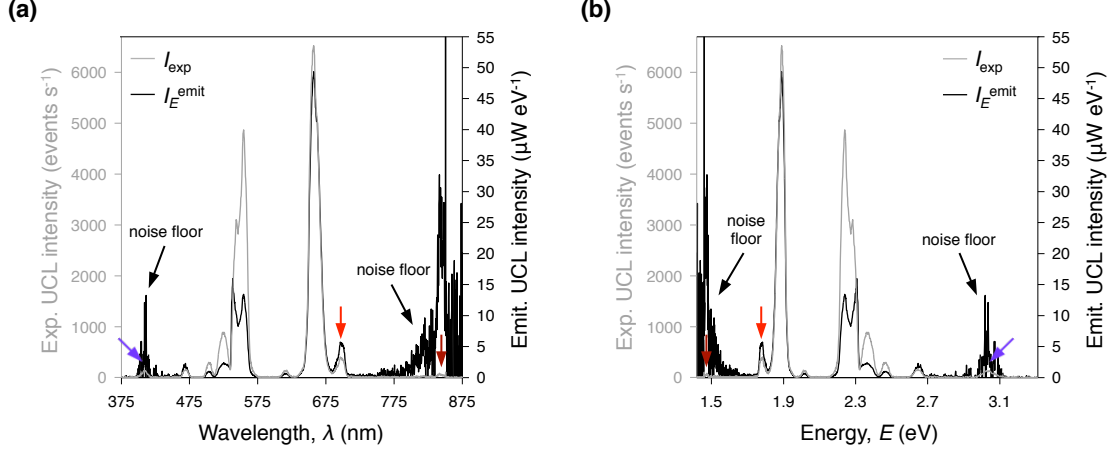 (a)
Exp. UCL intensity (events s⁻¹)
6000
5000
4000
3000
2000
1000
0
I_exp
I_E^emit
noise floor
noise floor
55
50
45
40
35
30
25
20
15
10
5
0
Emit. UCL intensity (μW eV⁻¹)
375
475
575
675
775
875
Wavelength, λ (nm)
(b)
Exp. UCL intensity (events s⁻¹)
6000
5000
4000
3000
2000
1000
0
I_exp
I_E^emit
noise
floor
noise floor
55
50
45
40
35
30
25
20
15
10
5
0
Emit. UCL intensity (μW eV⁻¹)
1.5
1.9
2.3
2.7
3.1
Energy, E (eV)